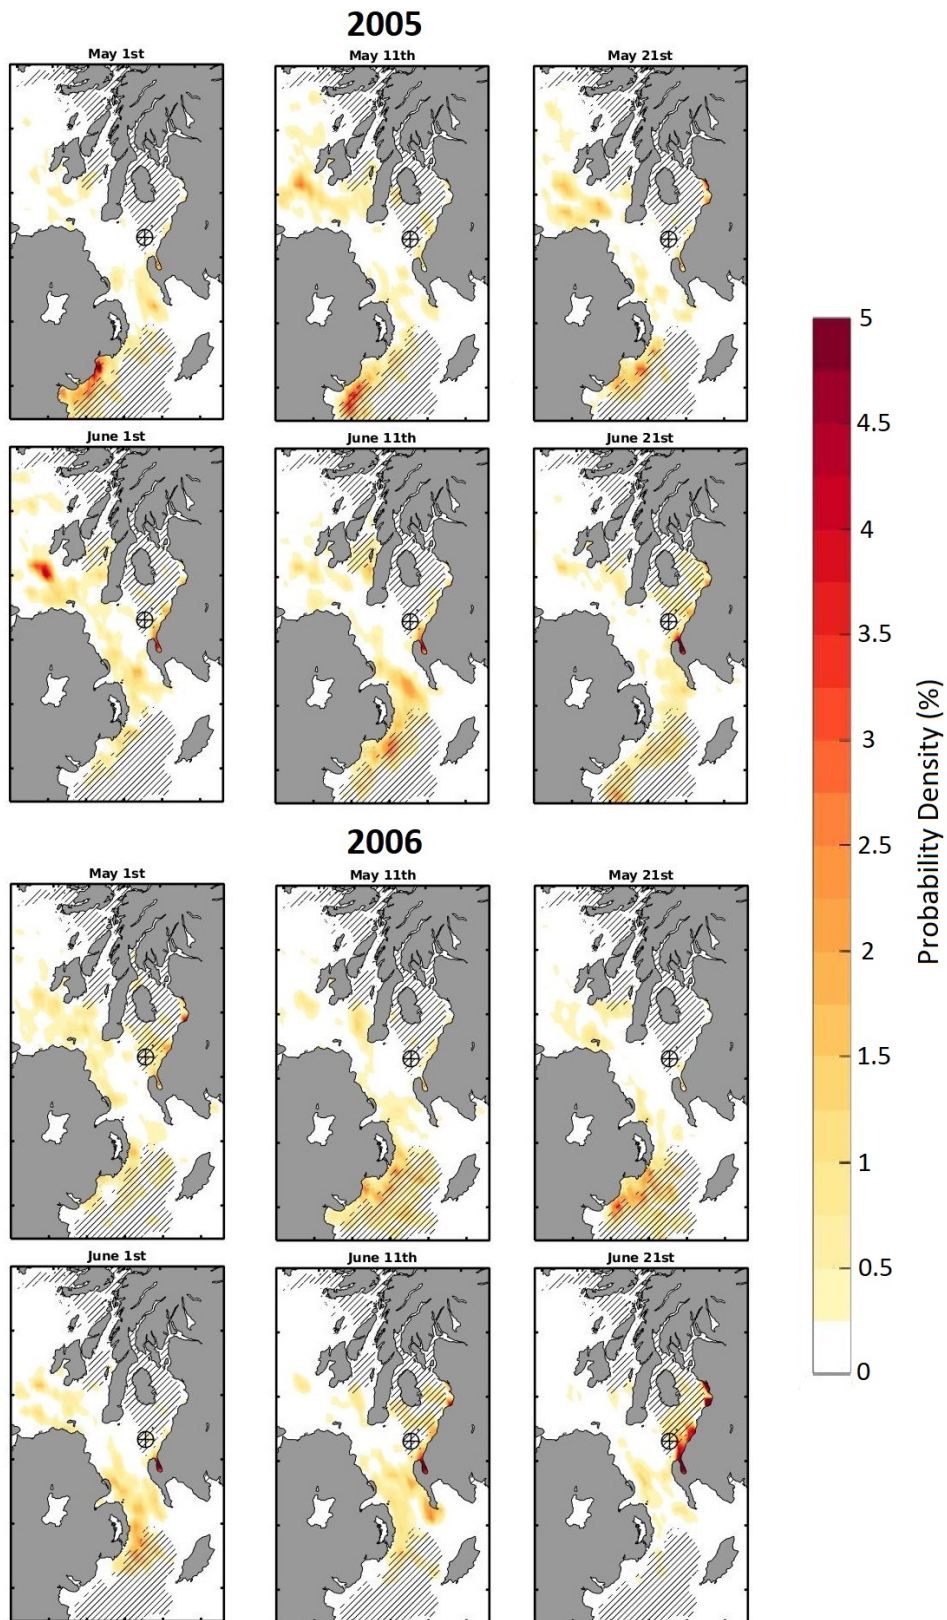 2005
May 1st
May 11th
May 21st
June 1st
June 11th
June 21st
2006
May 1st
May 11th
May 21st
June 1st
June 11th
June 21st
5
4.5
4
3.5
3
2.5
2
1.5
1
0.5
0
Probability Density (%)